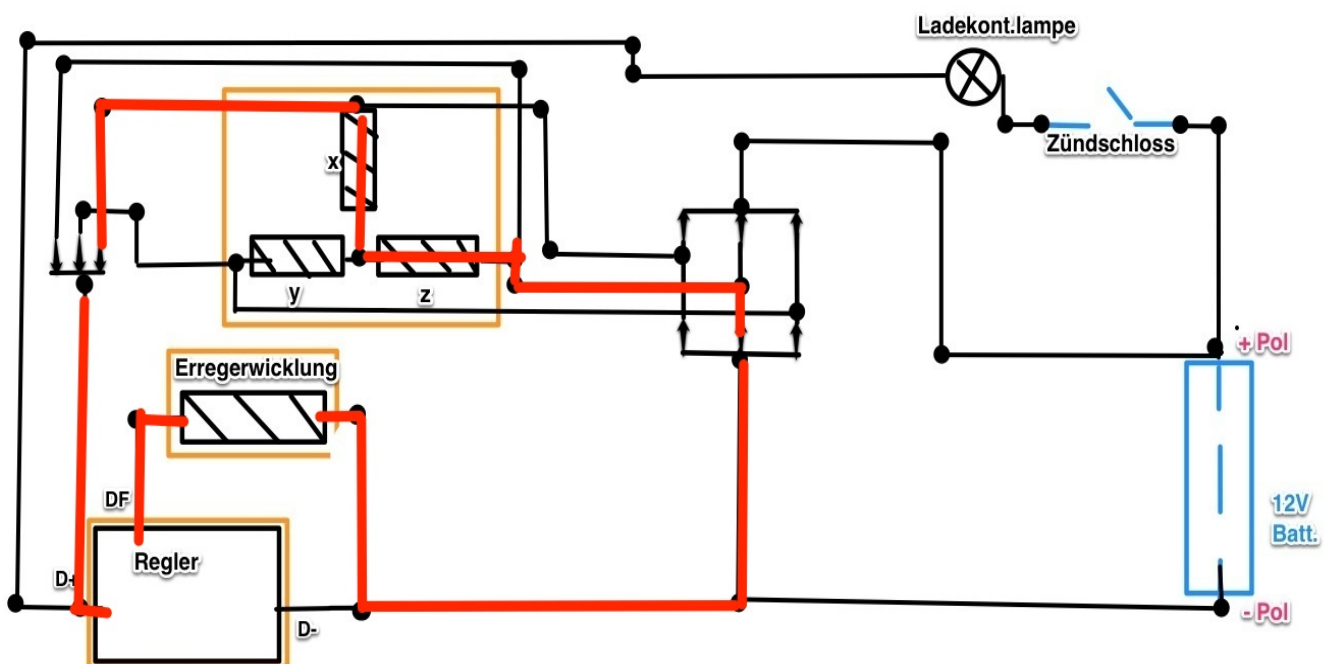 Ladekont.lampe
Zündschloss
x
y
z
+ Pol
Erregerwicklung
DF
12V
Batt.
Regler
D+
D-
- Pol